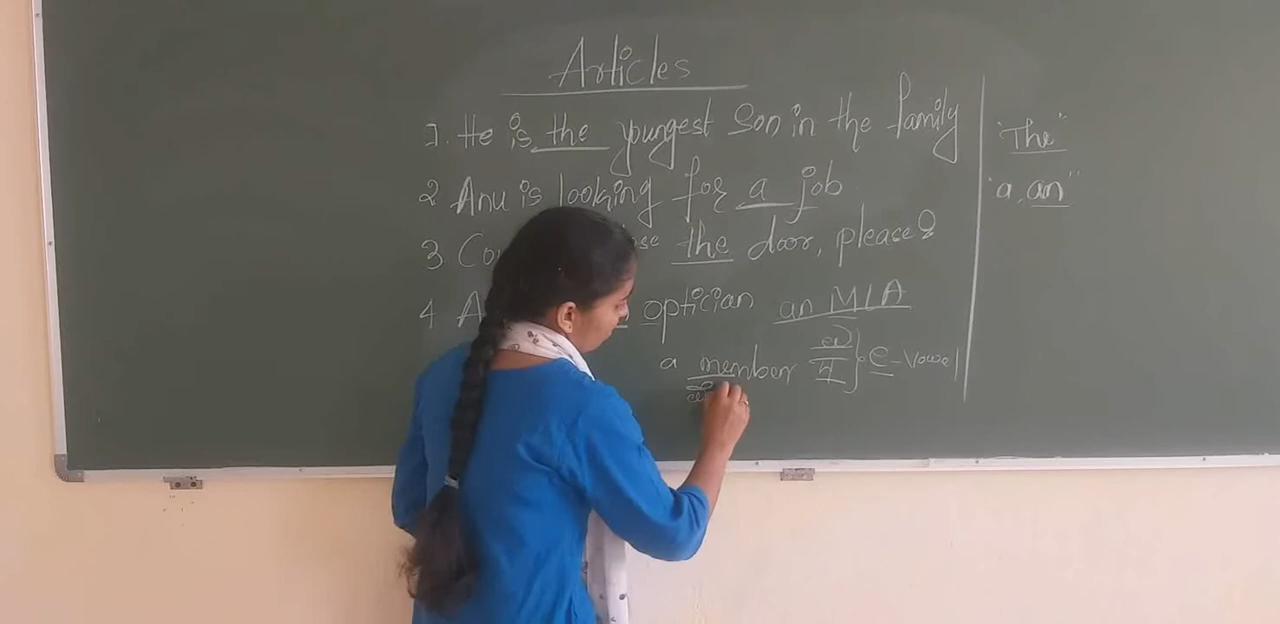 Articles
1. He is the youngest son in the family
2 Anu is looking for a job
3. the door, please?
4 A optician an MLA
a member e-vowel
"The"
"a, an"